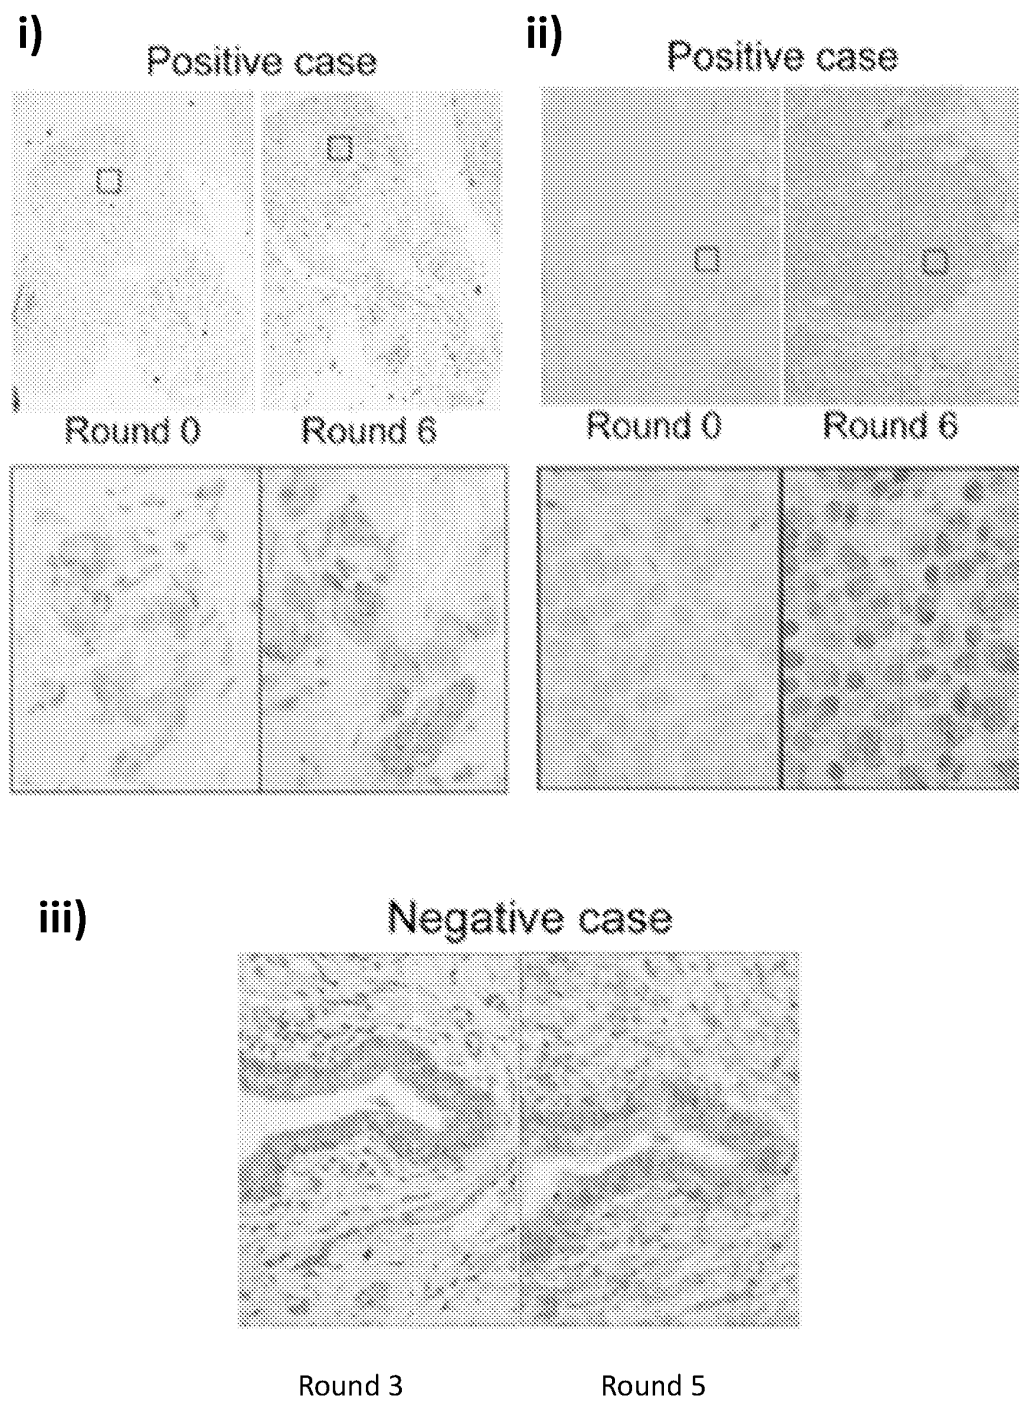 i)
Positive case
Round 0 Round 6
ii)
Positive case
Round 0 Round 6
iii)
Negative case
Round 3 Round 5